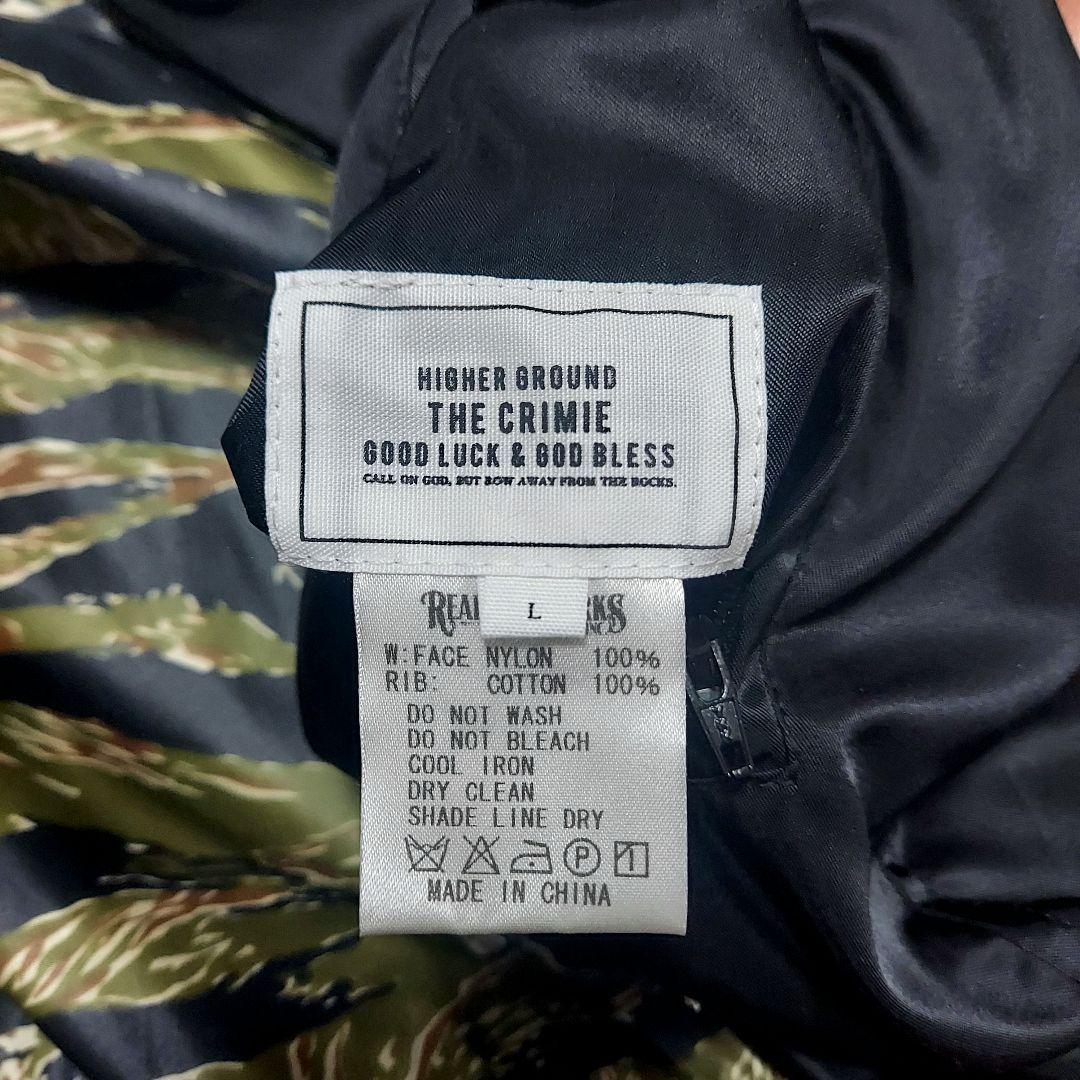 HIGHER GROUND
THE CRIMIE
GOOD LUCK & GOD BLESS
CALL ON GOD, BUT ROW AWAY FROM THE ROCKS.
L
W:FACE NYLON 100%
RIB: COTTON 100%
DO NOT WASH
DO NOT BLEACH
COOL IRON
DRY CLEAN
SHADE LINE DRY
P
MADE IN CHINA